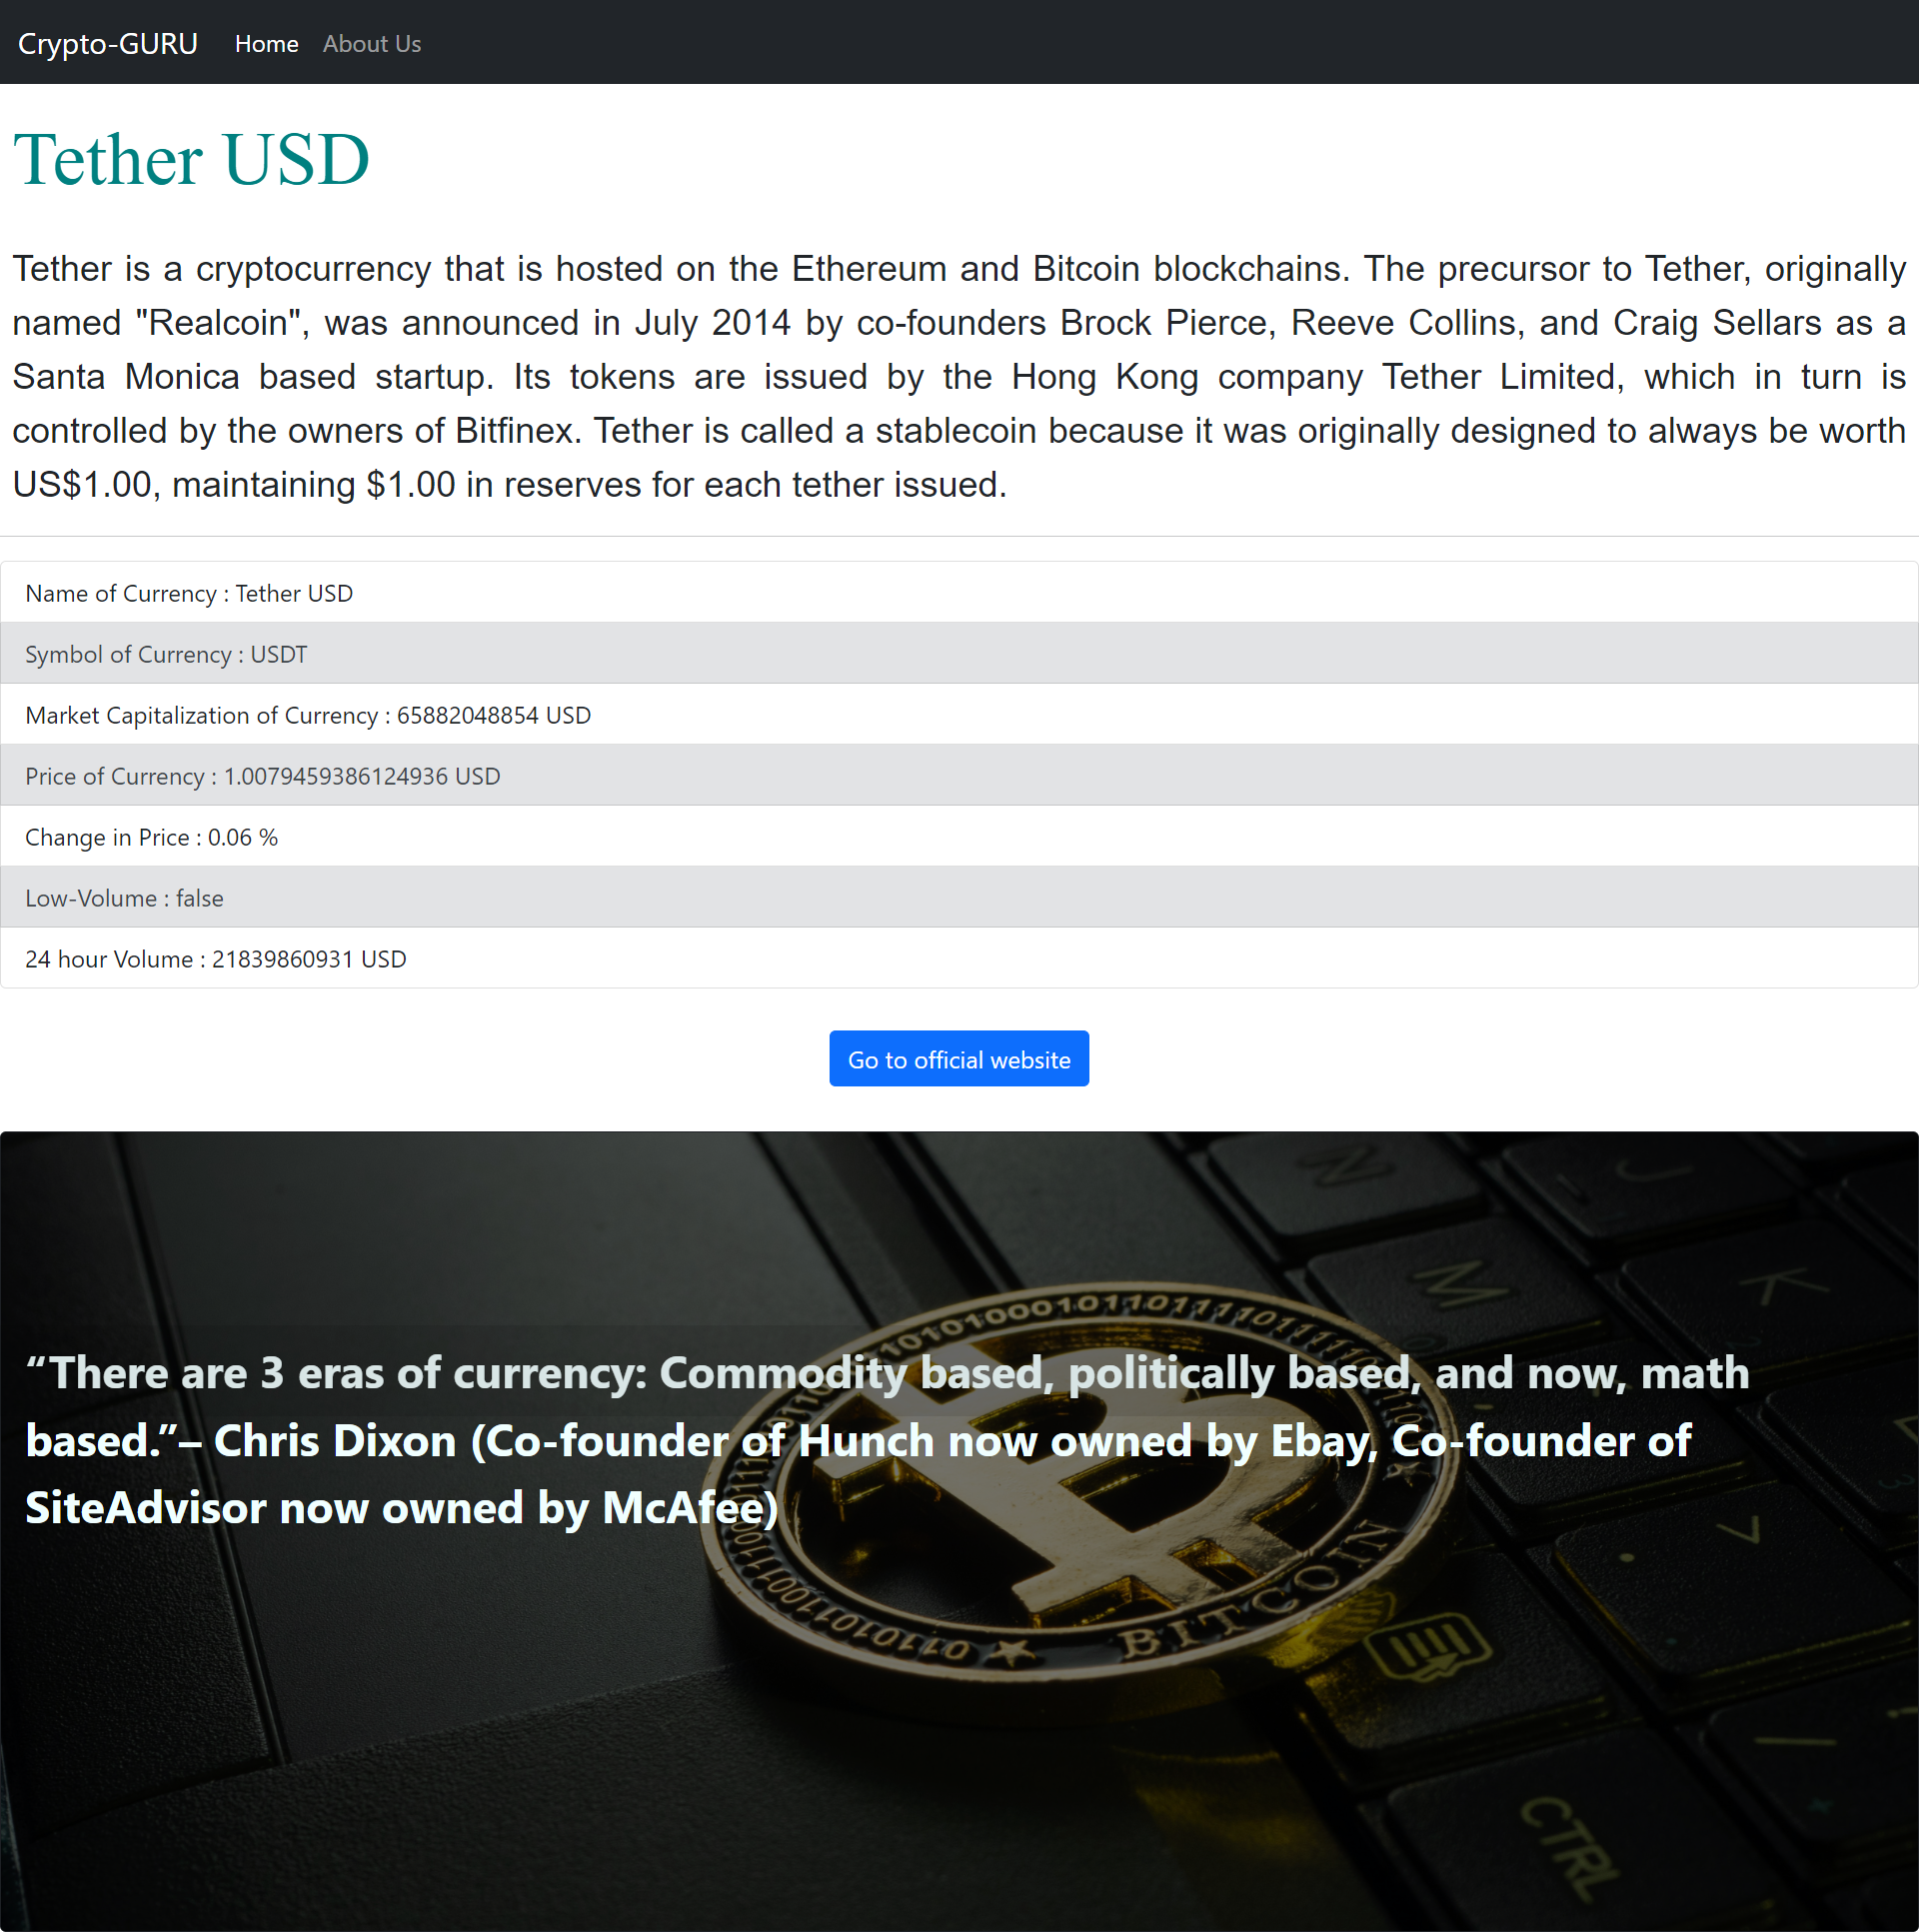 Crypto-GURU Home About Us
Tether USD
Tether is a cryptocurrency that is hosted on the Ethereum and Bitcoin blockchains. The precursor to Tether, originally
named "Realcoin", was announced in July 2014 by co-founders Brock Pierce, Reeve Collins, and Craig Sellars as a
Santa Monica based startup. Its tokens are issued by the Hong Kong company Tether Limited, which in turn is
controlled by the owners of Bitfinex. Tether is called a stablecoin because it was originally designed to always be worth
US$1.00, maintaining $1.00 in reserves for each tether issued.
Name of Currency : Tether USD
Symbol of Currency : USDT
Market Capitalization of Currency : 65882048854 USD
Price of Currency : 1.0079459386124936 USD
Change in Price : 0.06 %
Low-Volume : false
24 hour Volume : 21839860931 USD
Go to official website
N
J
M
K
“There are 3 eras of currency: Commodity based, politically based, and now, math
based.”– Chris Dixon (Co-founder of Hunch now owned by Ebay, Co-founder of
SiteAdvisor now owned by McAfee)
BITCOIN
CTRL